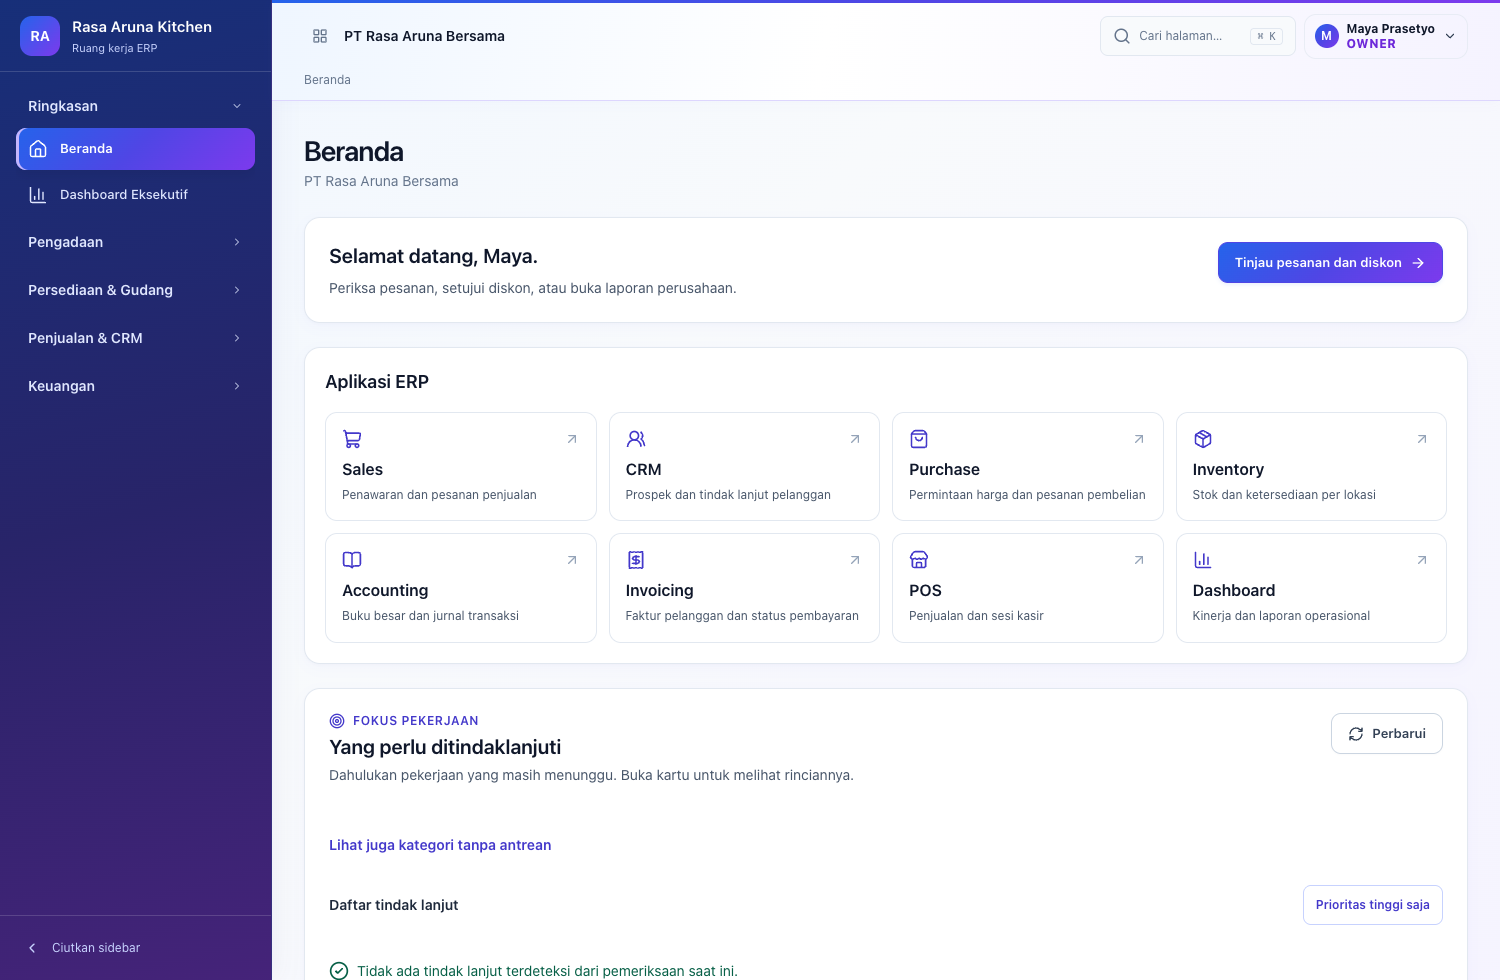 RA
Rasa Aruna Kitchen
Ruang kerja ERP
Ringkasan
Beranda
Dashboard Eksekutif
Pengadaan
Persediaan & Gudang
Penjualan & CRM
Keuangan
Ciutkan sidebar
PT Rasa Aruna Bersama
Cari halaman...
⌘ K
M
Maya Prasetyo
OWNER
Beranda
Beranda
PT Rasa Aruna Bersama
Selamat datang, Maya.
Periksa pesanan, setujui diskon, atau buka laporan perusahaan.
Tinjau pesanan dan diskon
Aplikasi ERP
Sales
Penawaran dan pesanan penjualan
CRM
Prospek dan tindak lanjut pelanggan
Purchase
Permintaan harga dan pesanan pembelian
Inventory
Stok dan ketersediaan per lokasi
Accounting
Buku besar dan jurnal transaksi
Invoicing
Faktur pelanggan dan status pembayaran
POS
Penjualan dan sesi kasir
Dashboard
Kinerja dan laporan operasional
FOKUS PEKERJAAN
Yang perlu ditindaklanjuti
Dahulukan pekerjaan yang masih menunggu. Buka kartu untuk melihat rinciannya.
Perbarui
Lihat juga kategori tanpa antrean
Daftar tindak lanjut
Prioritas tinggi saja
Tidak ada tindak lanjut terdeteksi dari pemeriksaan saat ini.